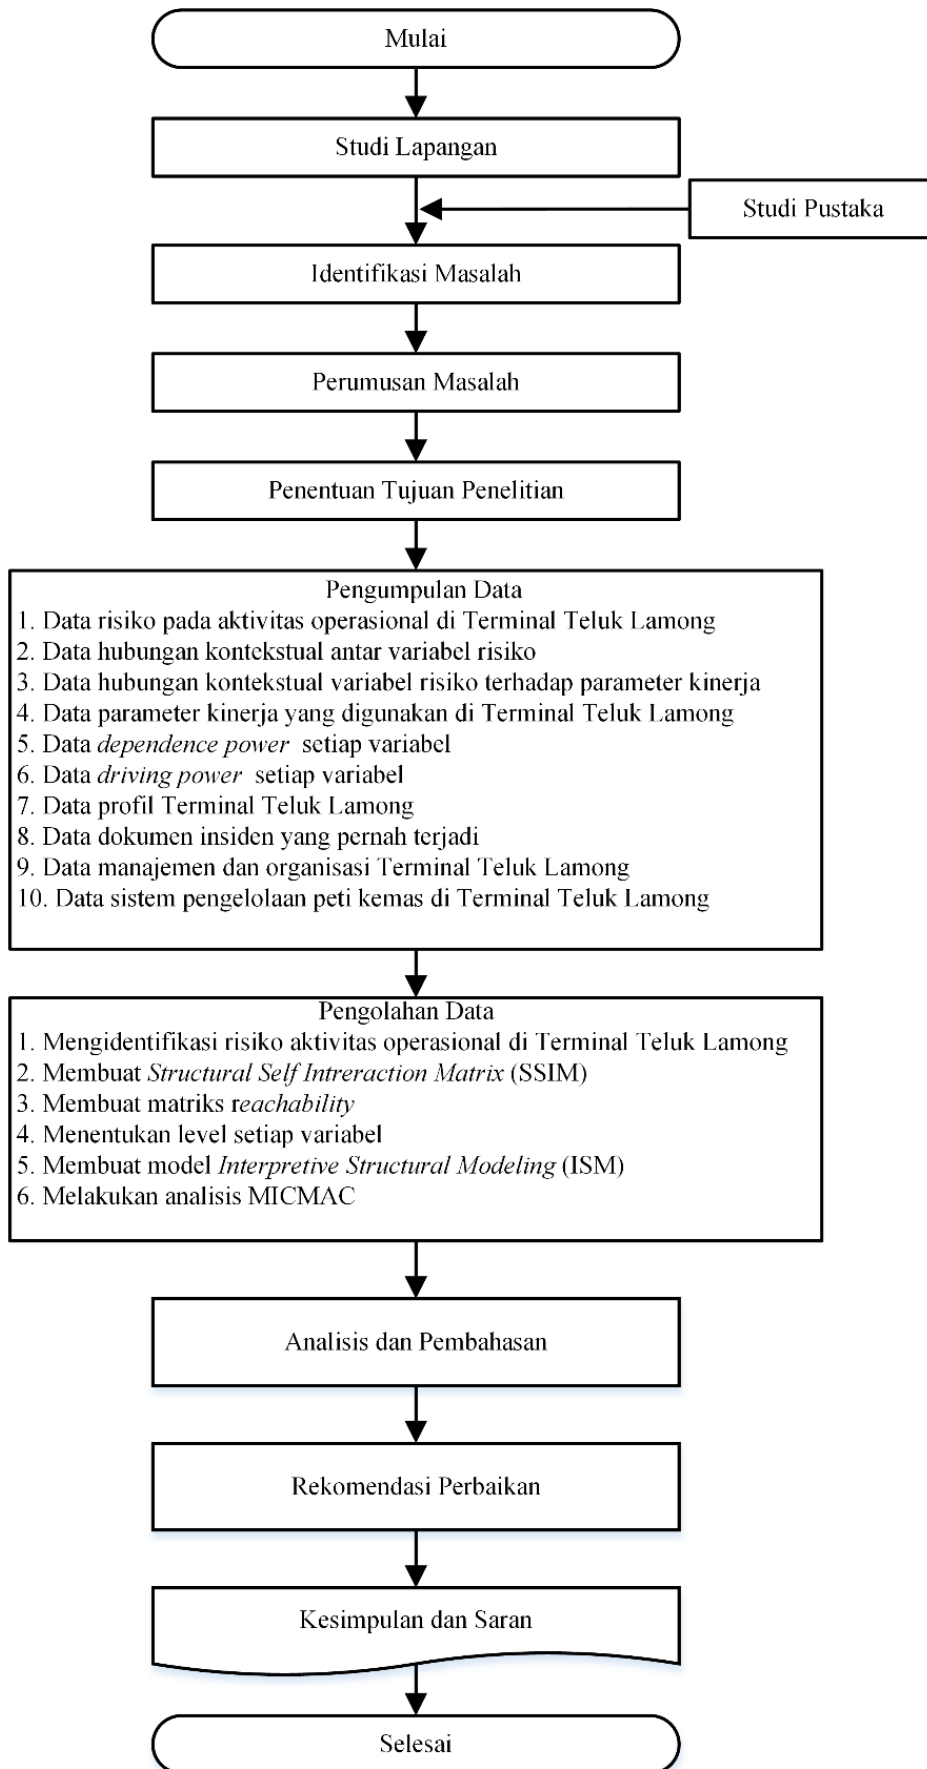 Mulai
Studi Lapangan
Studi Pustaka
Identifikasi Masalah
Perumusan Masalah
Penentuan Tujuan Penelitian
Pengumpulan Data
1. Data risiko pada aktivitas operasional di Terminal Teluk Lamong
2. Data hubungan kontekstual antar variabel risiko
3. Data hubungan kontekstual variabel risiko terhadap parameter kinerja
4. Data parameter kinerja yang digunakan di Terminal Teluk Lamong
5. Data dependence power setiap variabel
6. Data driving power setiap variabel
7. Data profil Terminal Teluk Lamong
8. Data dokumen insiden yang pernah terjadi
9. Data manajemen dan organisasi Terminal Teluk Lamong
10. Data sistem pengelolaan peti kemas di Terminal Teluk Lamong
Pengolahan Data
1. Mengidentifikasi risiko aktivitas operasional di Terminal Teluk Lamong
2. Membuat Structural Self Intreraction Matrix (SSIM)
3. Membuat matriks reachability
4. Menentukan level setiap variabel
5. Membuat model Interpretive Structural Modeling (ISM)
6. Melakukan analisis MICMAC
Analisis dan Pembahasan
Rekomendasi Perbaikan
Kesimpulan dan Saran
Selesai